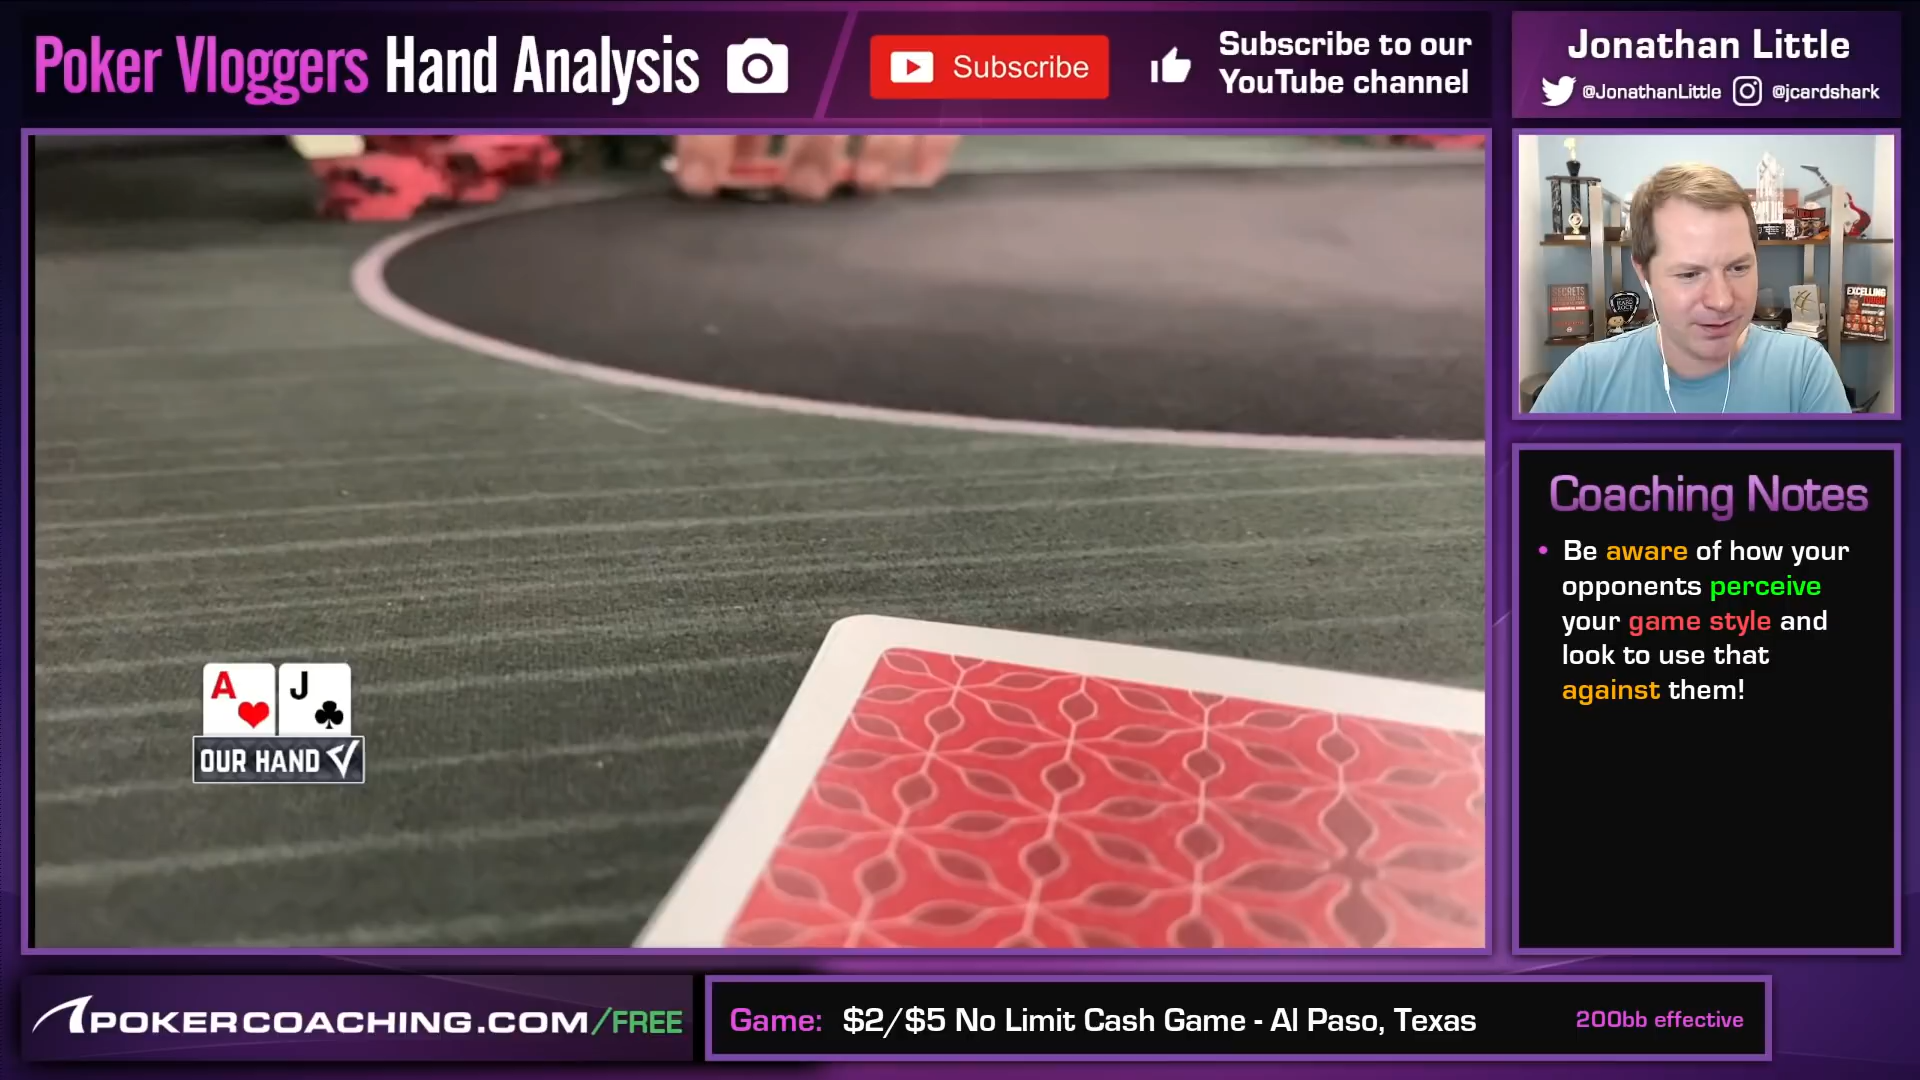 Poker Vloggers Hand Analysis
Subscribe
Subscribe to our
YouTube channel
Jonathan Little
@JonathanLittle
@jcardshark
SECRETS
EXCELLING
Coaching Notes
• Be aware of how your
opponents perceive
your game style and
look to use that
against them!
A J
OUR HAND
POKERCOACHING.COM/FREE
Game: $2/$5 No Limit Cash Game - Al Paso, Texas
200bb effective